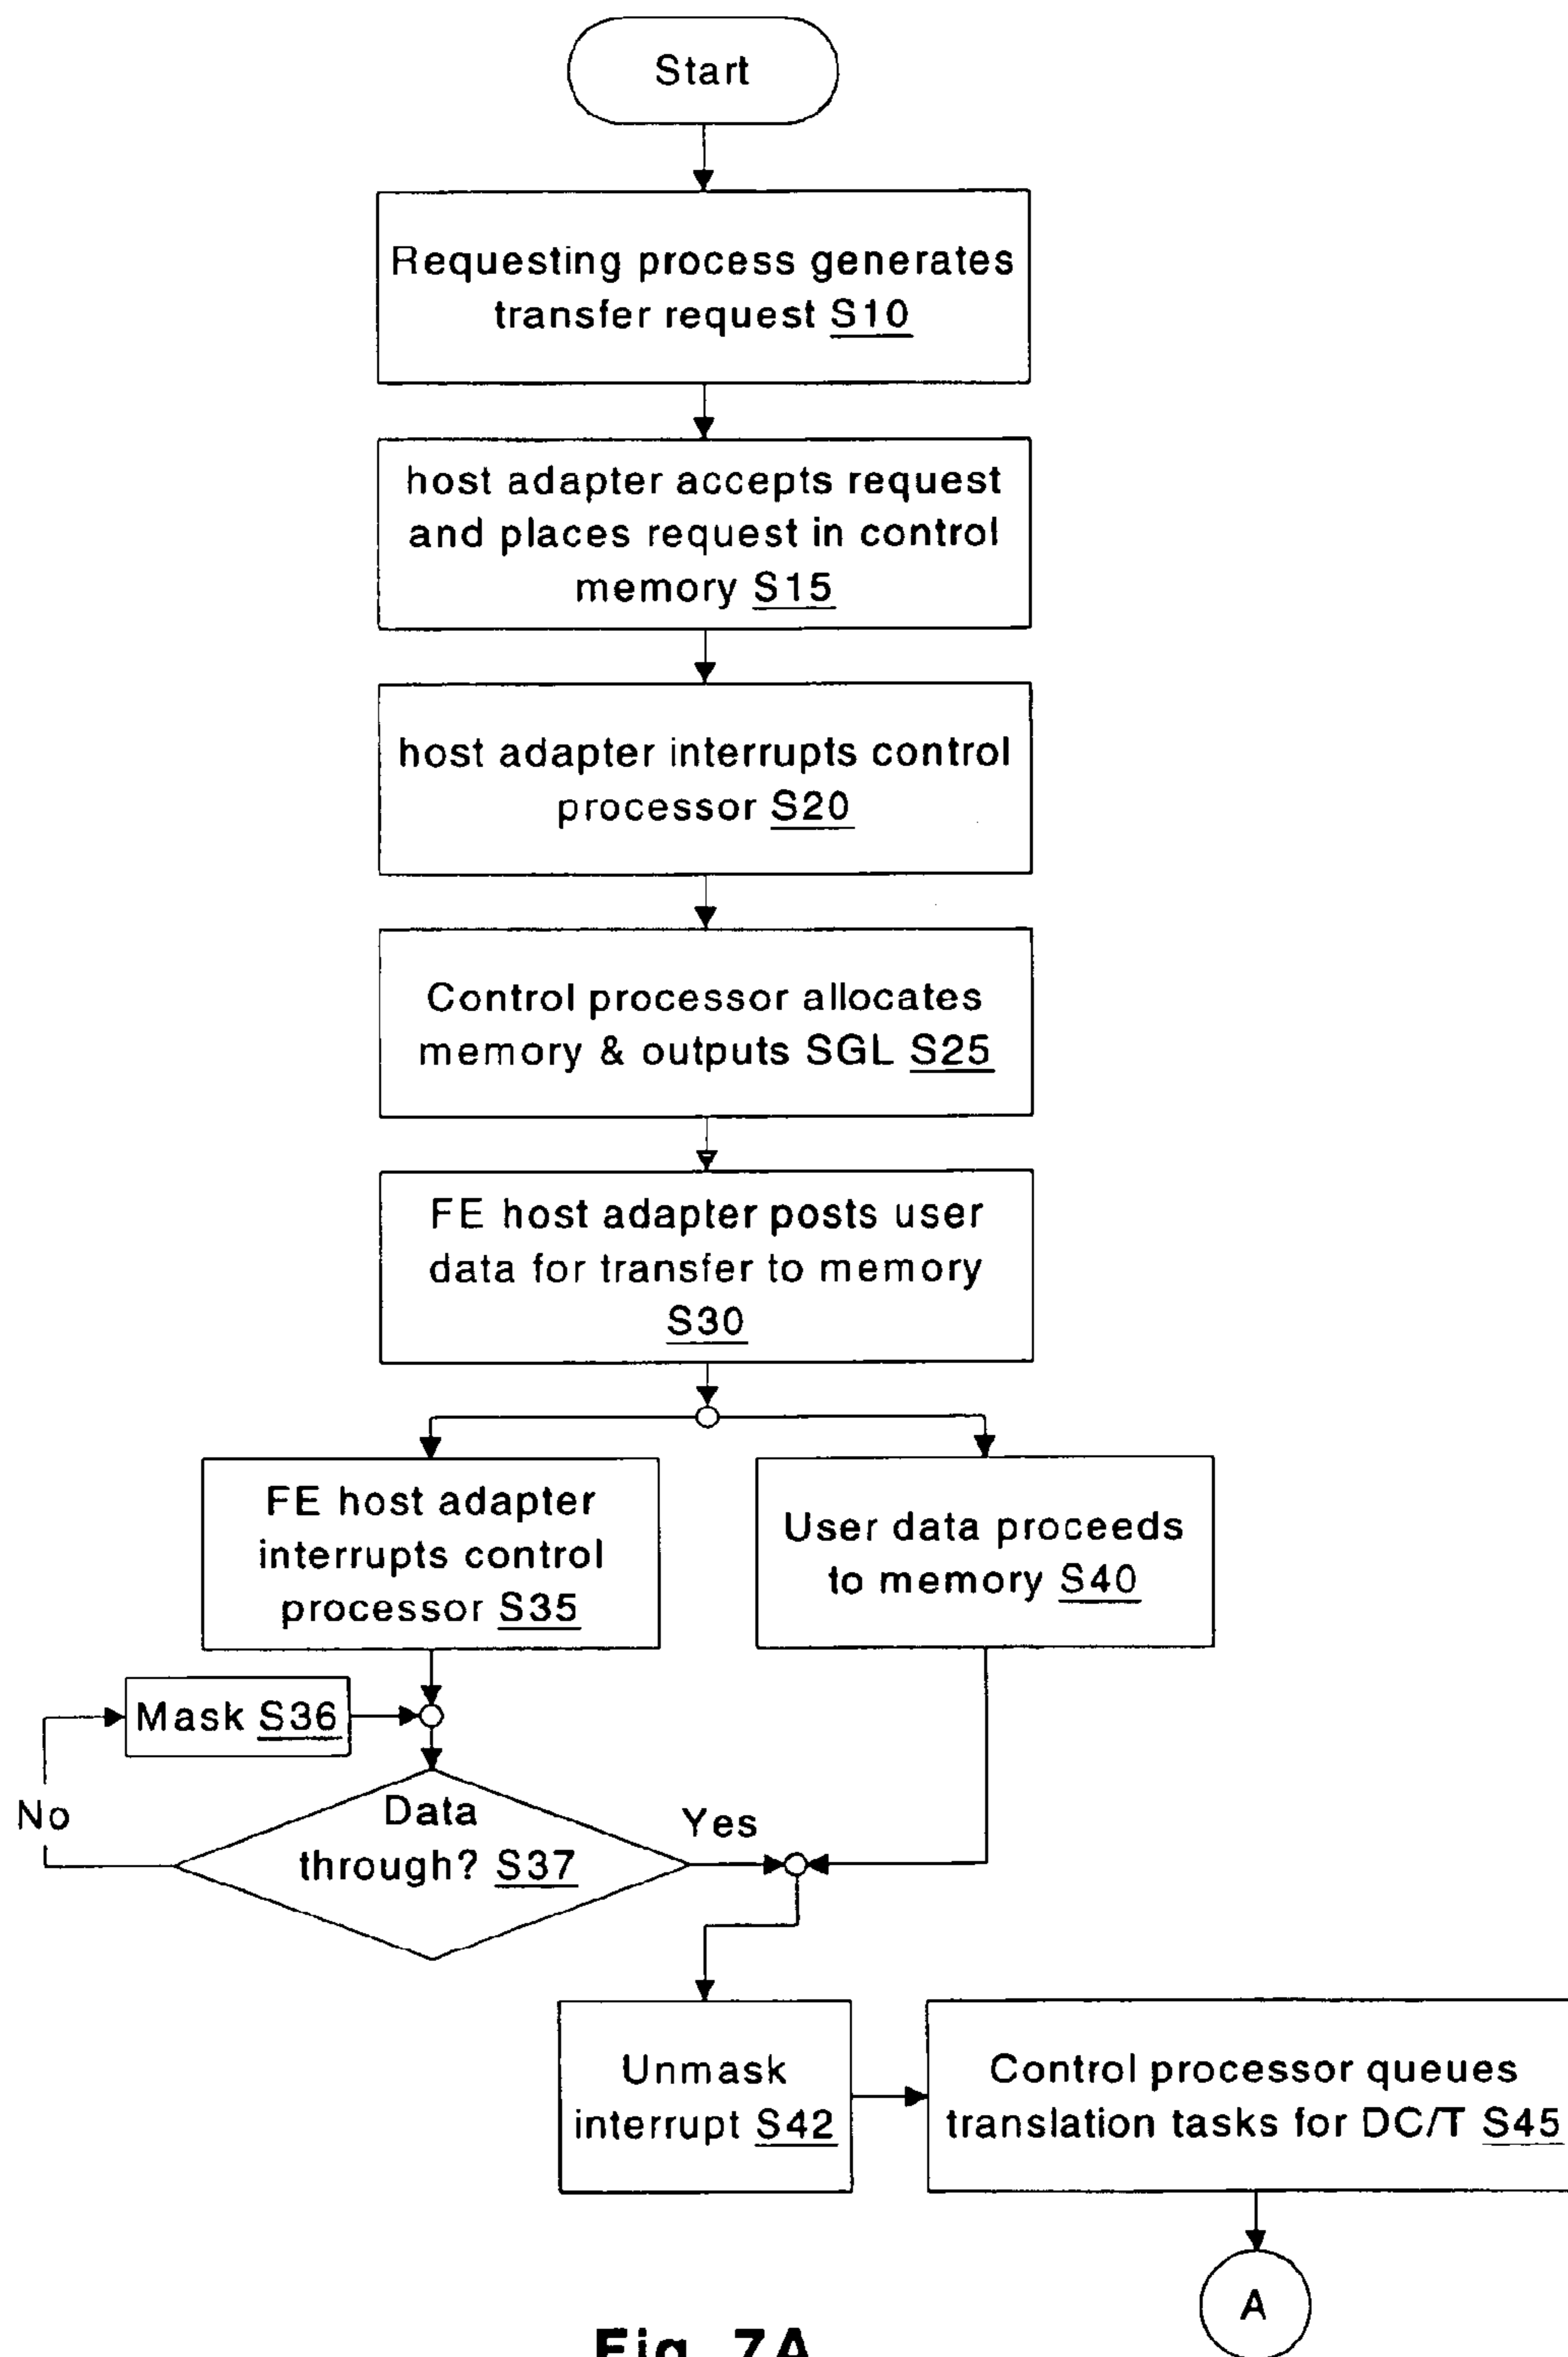 Start
Requesting process generates
transfer request S10
host adapter accepts request
and places request in control
memory S15
host adapter interrupts control
processor S20
Control processor allocates
memory & outputs SGL S25
FE host adapter posts user
data for transfer to memory
S30
FE host adapter
interrupts control
processor S35
User data proceeds
to memory S40
Mask S36
No
Data
through? S37
Yes
Unmask
interrupt S42
Control processor queues
translation tasks for DC/T S45
A
Fig. 7A